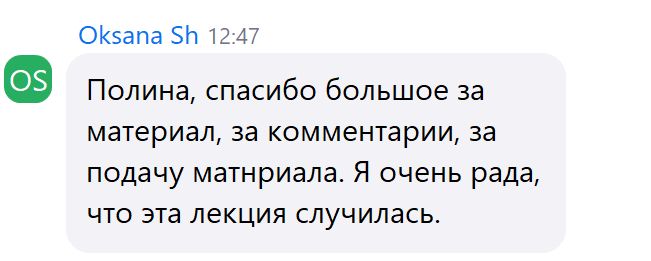 Oksana Sh 12:47
OS
Полина, спасибо большое за
материал, за комментарии, за
подачу матнриала. Я очень рада,
что эта лекция случилась.